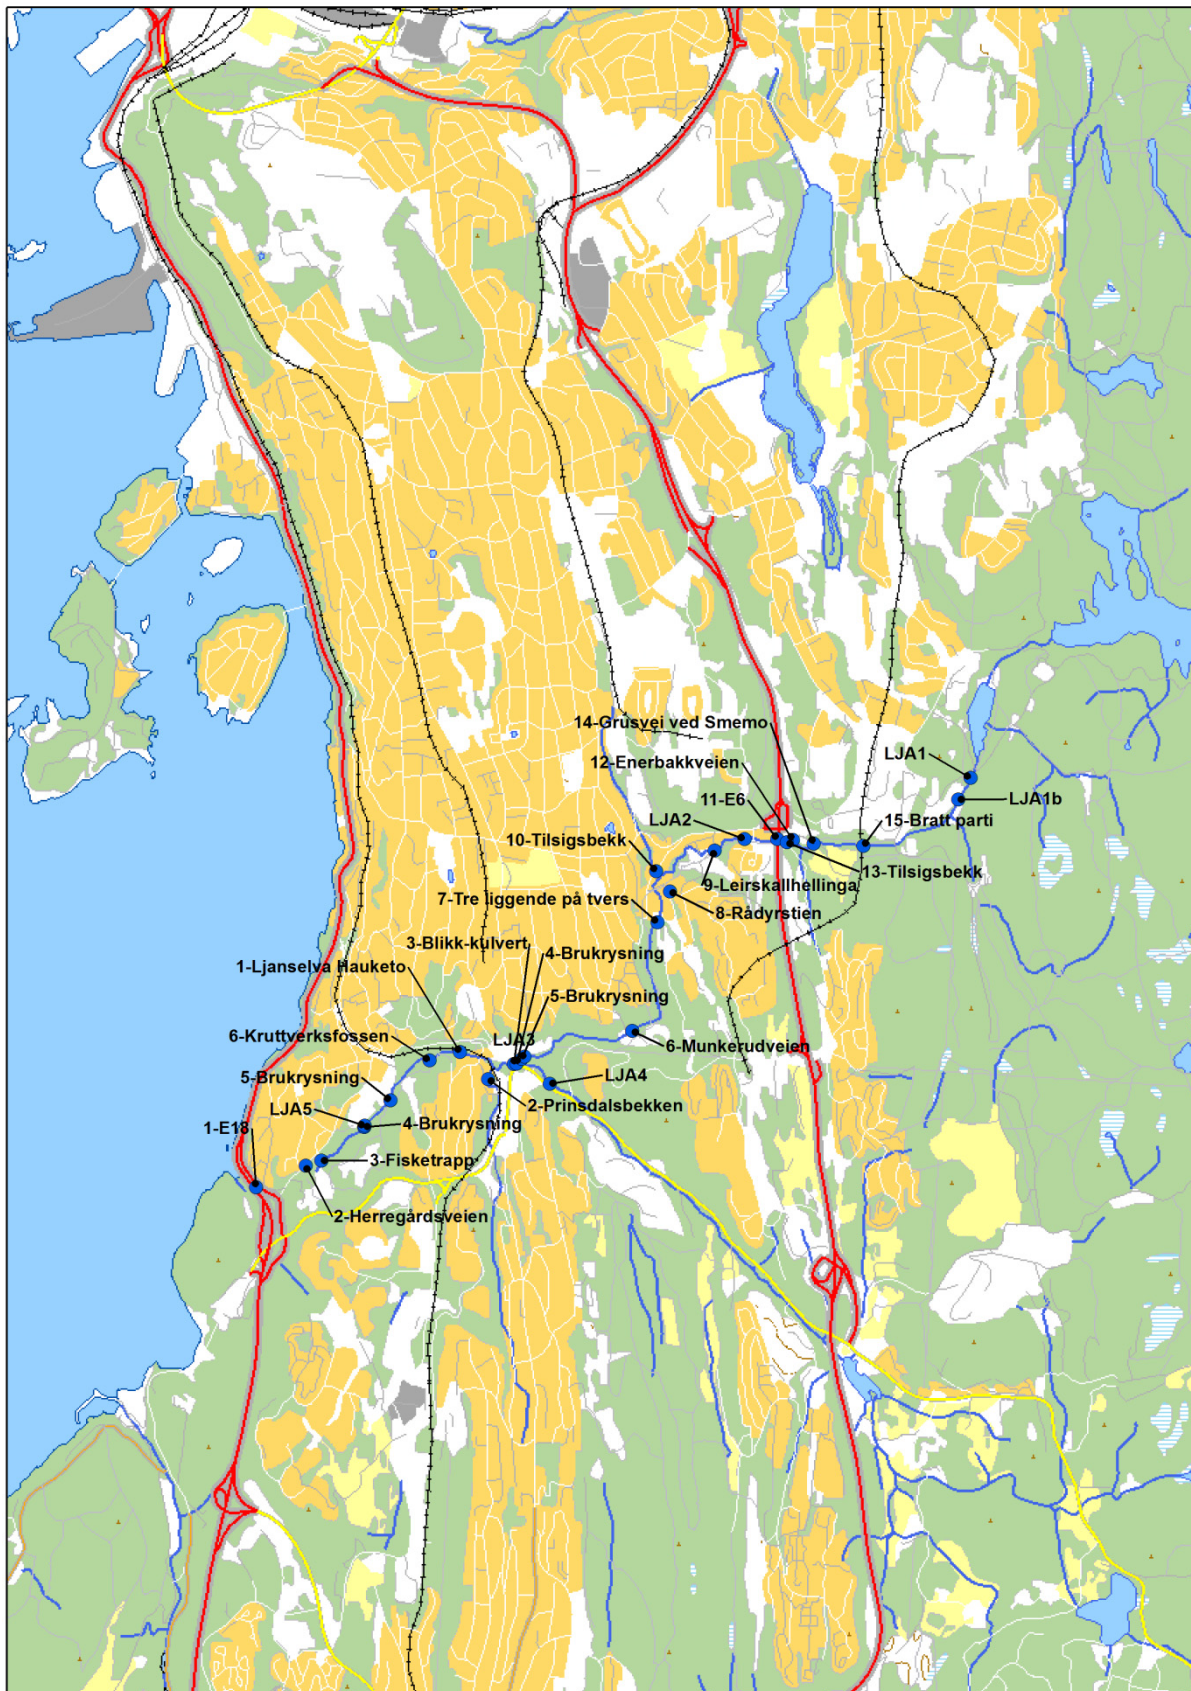 14-Grusvei ved Smemo
12-Enerbakkveien
LJA1
11-E6
LJA1b
LJA2
15-Bratt parti
10-Tilsigsbekk
13-Tilsigsbekk
9-Leirskallhellinga
7-Tre liggende på tvers
8-Rådyrstien
3-Blikk-kulvert
4-Brukrysning
1-Ljanselva Hauketo
5-Brukrysning
6-Kruttverksfossen
LJA3
6-Munkerudveien
5-Brukrysning
LJA4
2-Prinsdalsbekken
LJA5
4-Brukrysning
1-E18
3-Fisketrapp
2-Herregårdsveien